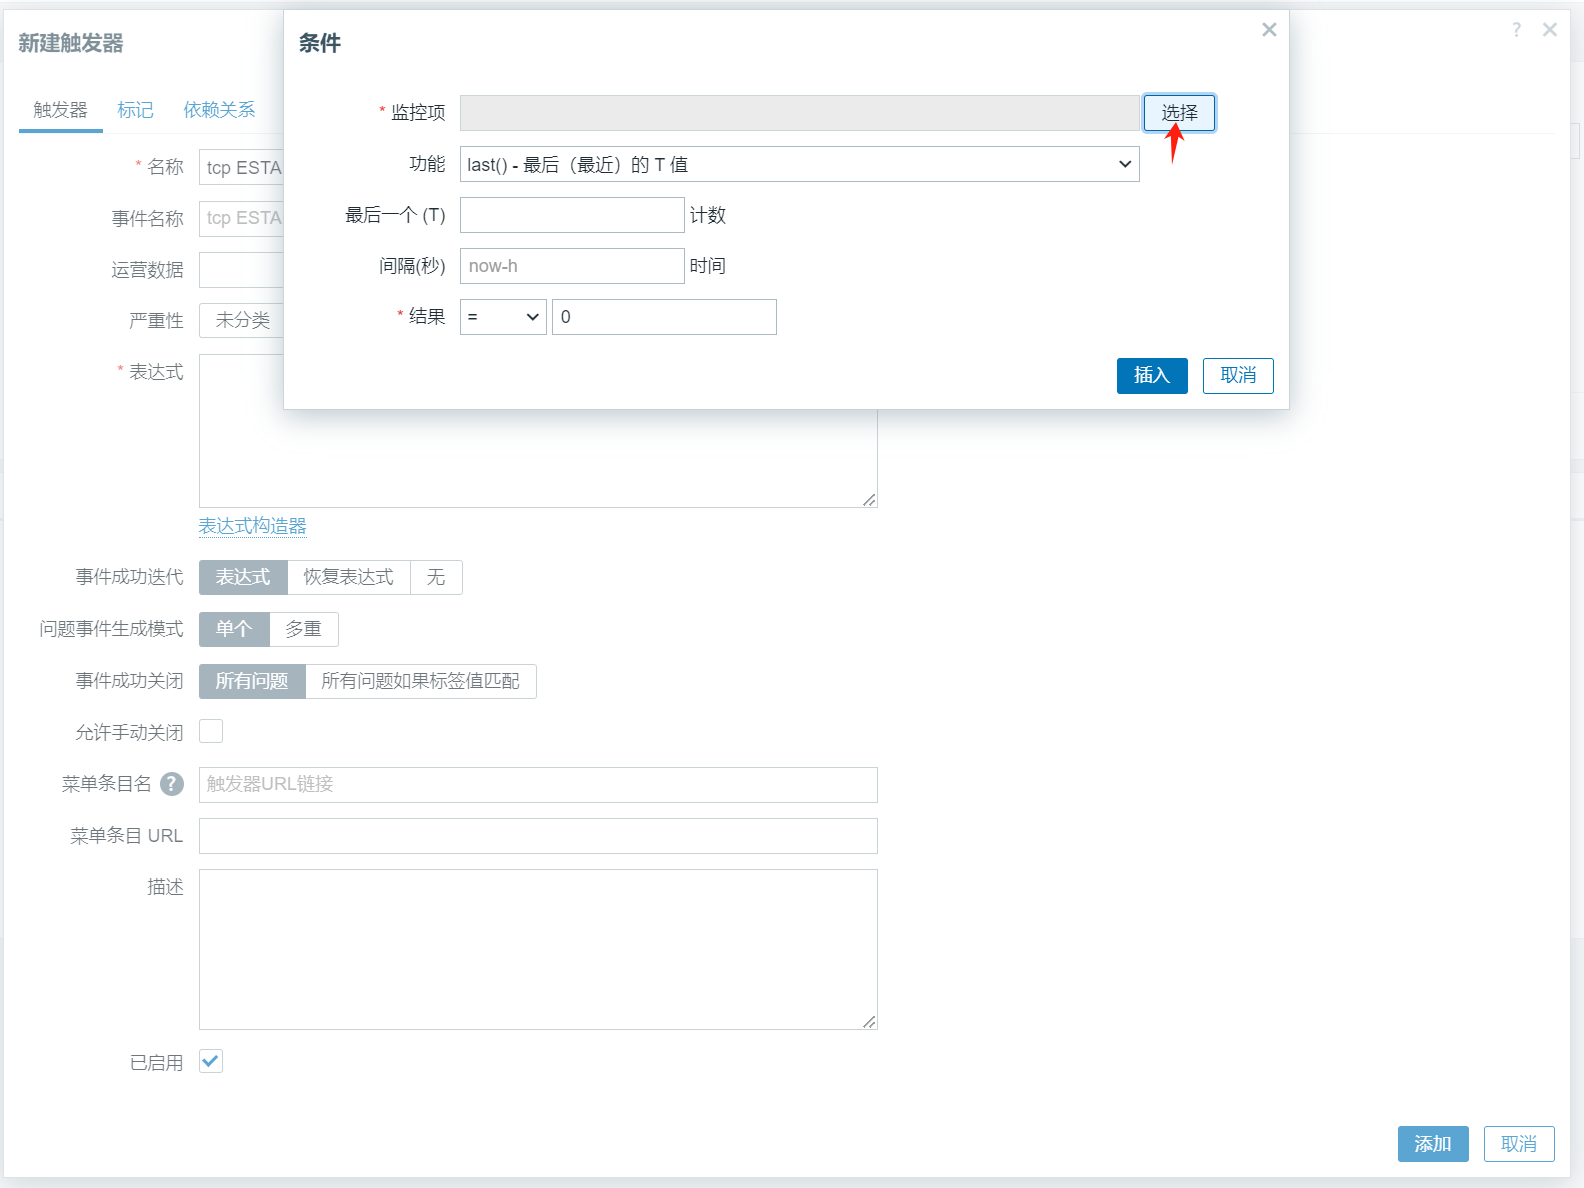 新建触发器
触发器 标记 依赖关系
* 名称 tcp ESTA
事件名称 tcp ESTA
运营数据
严重性 未分类
* 表达式
条件
* 监控项 选择
功能 last() - 最后（最近）的 T 值
最后一个 (T) 计数
间隔(秒) now-h 时间
* 结果 = 0
插入 取消
表达式构造器
事件成功迭代 表达式 恢复表达式 无
问题事件生成模式 单个 多重
事件成功关闭 所有问题 所有问题如果标签值匹配
允许手动关闭
菜单条目名 ? 触发器URL链接
菜单条目 URL
描述
已启用
添加 取消